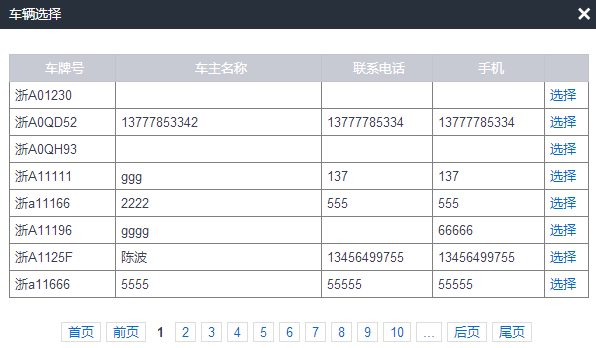 车辆选择
车牌号 车主名称 联系电话 手机
浙A01230 选择
浙A0QD52 13777853342 13777785334 13777785334 选择
浙A0QH93 选择
浙A11111 ggg 137 137 选择
浙a11166 2222 555 555 选择
浙A11196 gggg 66666 选择
浙A1125F 陈波 13456499755 13456499755 选择
浙a11666 5555 55555 55555 选择
首页 前页 1 2 3 4 5 6 7 8 9 10 ... 后页 尾页